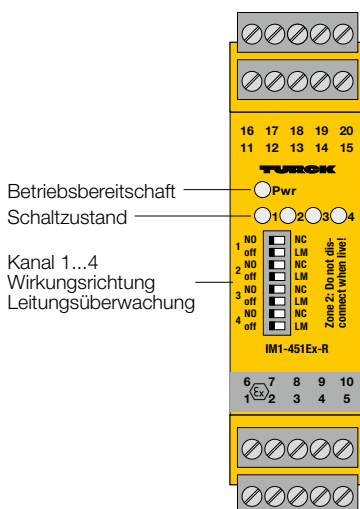 16 17 18 19 20
11 12 13 14 15
TURCK
Betriebsbereitschaft
Pwr
Schaltzustand
1 2 3 4
Kanal 1...4
Wirkungsrichtung
Leitungsüberwachung
1 NO NC
off LM
2 NO NC
off LM
3 NO NC
off LM
4 NO NC
off LM
Zone 2: Do not dis-
connect when live!
IM1-451Ex-R
6 7 8 9 10
Ex
1 2 3 4 5